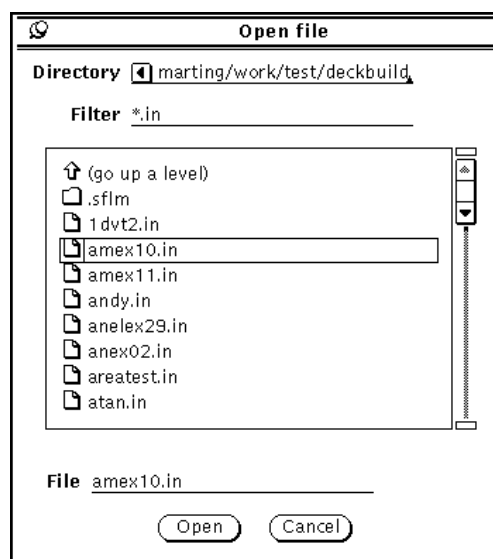 Open file
Directory marting/work/test/deckbuild
Filter *.in
(go up a level)
.sflm
1dvt2.in
amex10.in
amex11.in
andy.in
anelex29.in
anex02.in
areatest.in
atan.in
File amex10.in
Open Cancel